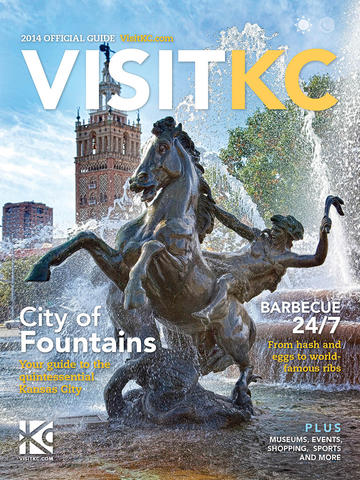 2014 OFFICIAL GUIDE VISITKC.com
VISITKC
City of
Fountains
Your guide to the
quintessential
Kansas City
BARBECUE
24/7
From hash and
eggs to world-
famous ribs
PLUS
MUSEUMS, EVENTS,
SHOPPING, SPORTS
AND MORE
KC
VISITKC.COM